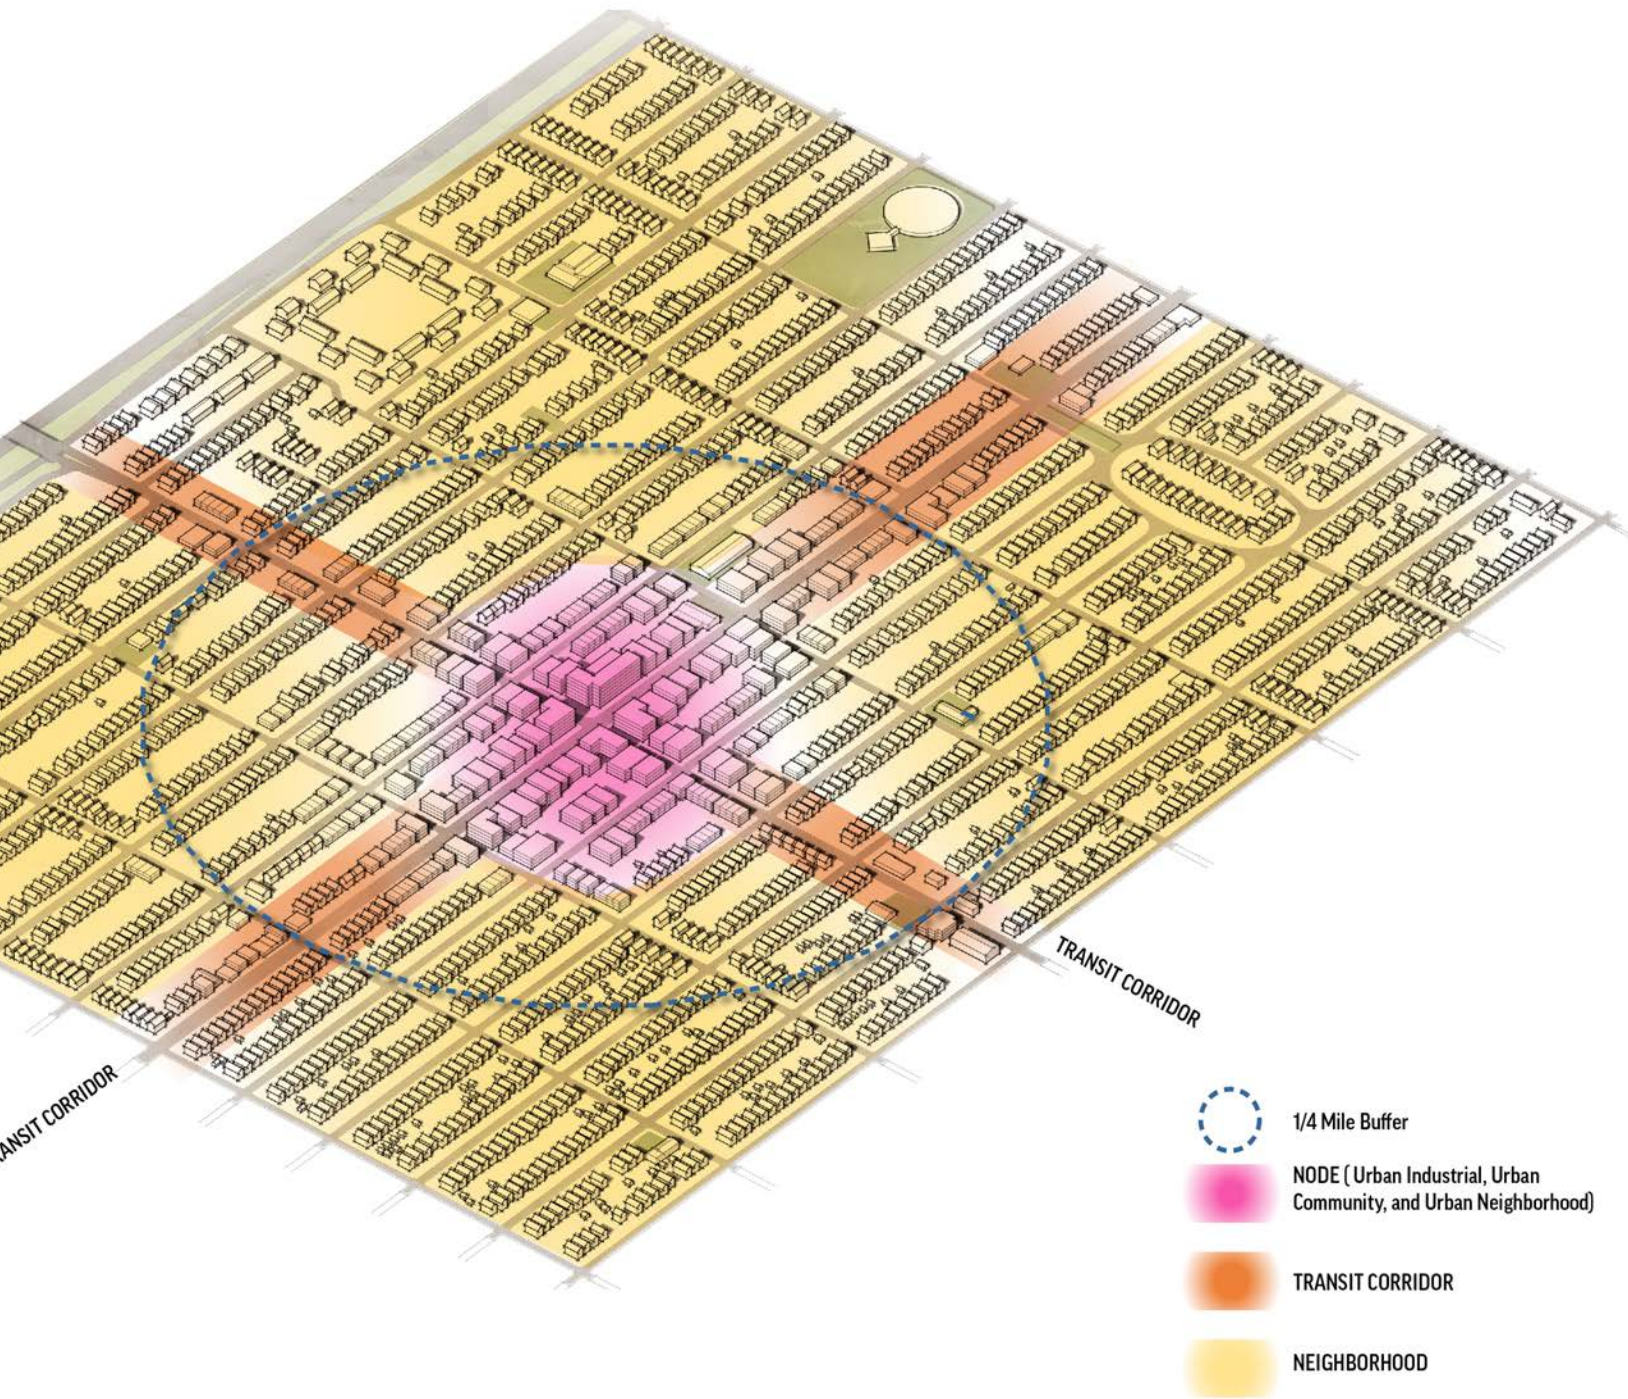 TRANSIT CORRIDOR
ANSIT CORRIDOR
1/4 Mile Buffer
NODE ( Urban Industrial, Urban
Community, and Urban Neighborhood)
TRANSIT CORRIDOR
NEIGHBORHOOD